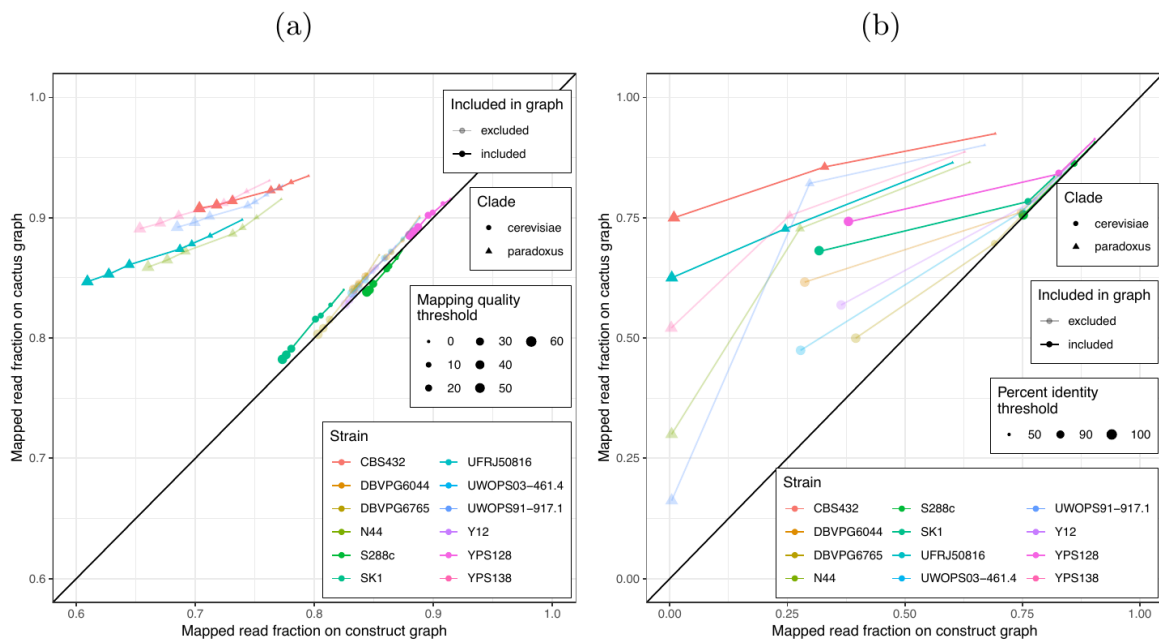 (a)
Mapped read fraction on cactus graph
1.0
0.9
0.8
0.7
0.6
0.6
0.7
0.8
0.9
1.0
Mapped read fraction on construct graph
Included in graph
excluded
included
Clade
cerevisiae
paradoxus
Mapping quality
threshold
0
30
60
10
40
20
50
Strain
CBS432
UFRJ50816
DBVPG6044
UWOPS03−461.4
DBVPG6765
UWOPS91−917.1
N44
Y12
S288c
YPS128
SK1
YPS138
(b)
Mapped read fraction on cactus graph
1.00
0.75
0.50
0.25
0.00
0.00
0.25
0.50
0.75
1.00
Mapped read fraction on construct graph
Clade
cerevisiae
paradoxus
Included in graph
excluded
included
Percent identity
threshold
50
90
100
Strain
CBS432
S288c
UWOPS91−917.1
DBVPG6044
SK1
Y12
DBVPG6765
UFRJ50816
YPS128
N44
UWOPS03−461.4
YPS138